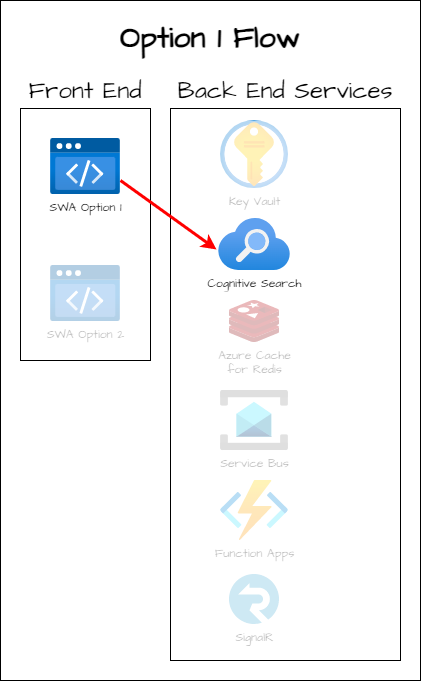 Option 1 Flow
Front End
Back End Services
SWA Option 1
SWA Option 2
Key Vault
Cognitive Search
Azure Cache
for Redis
Service Bus
Function Apps
SignalR